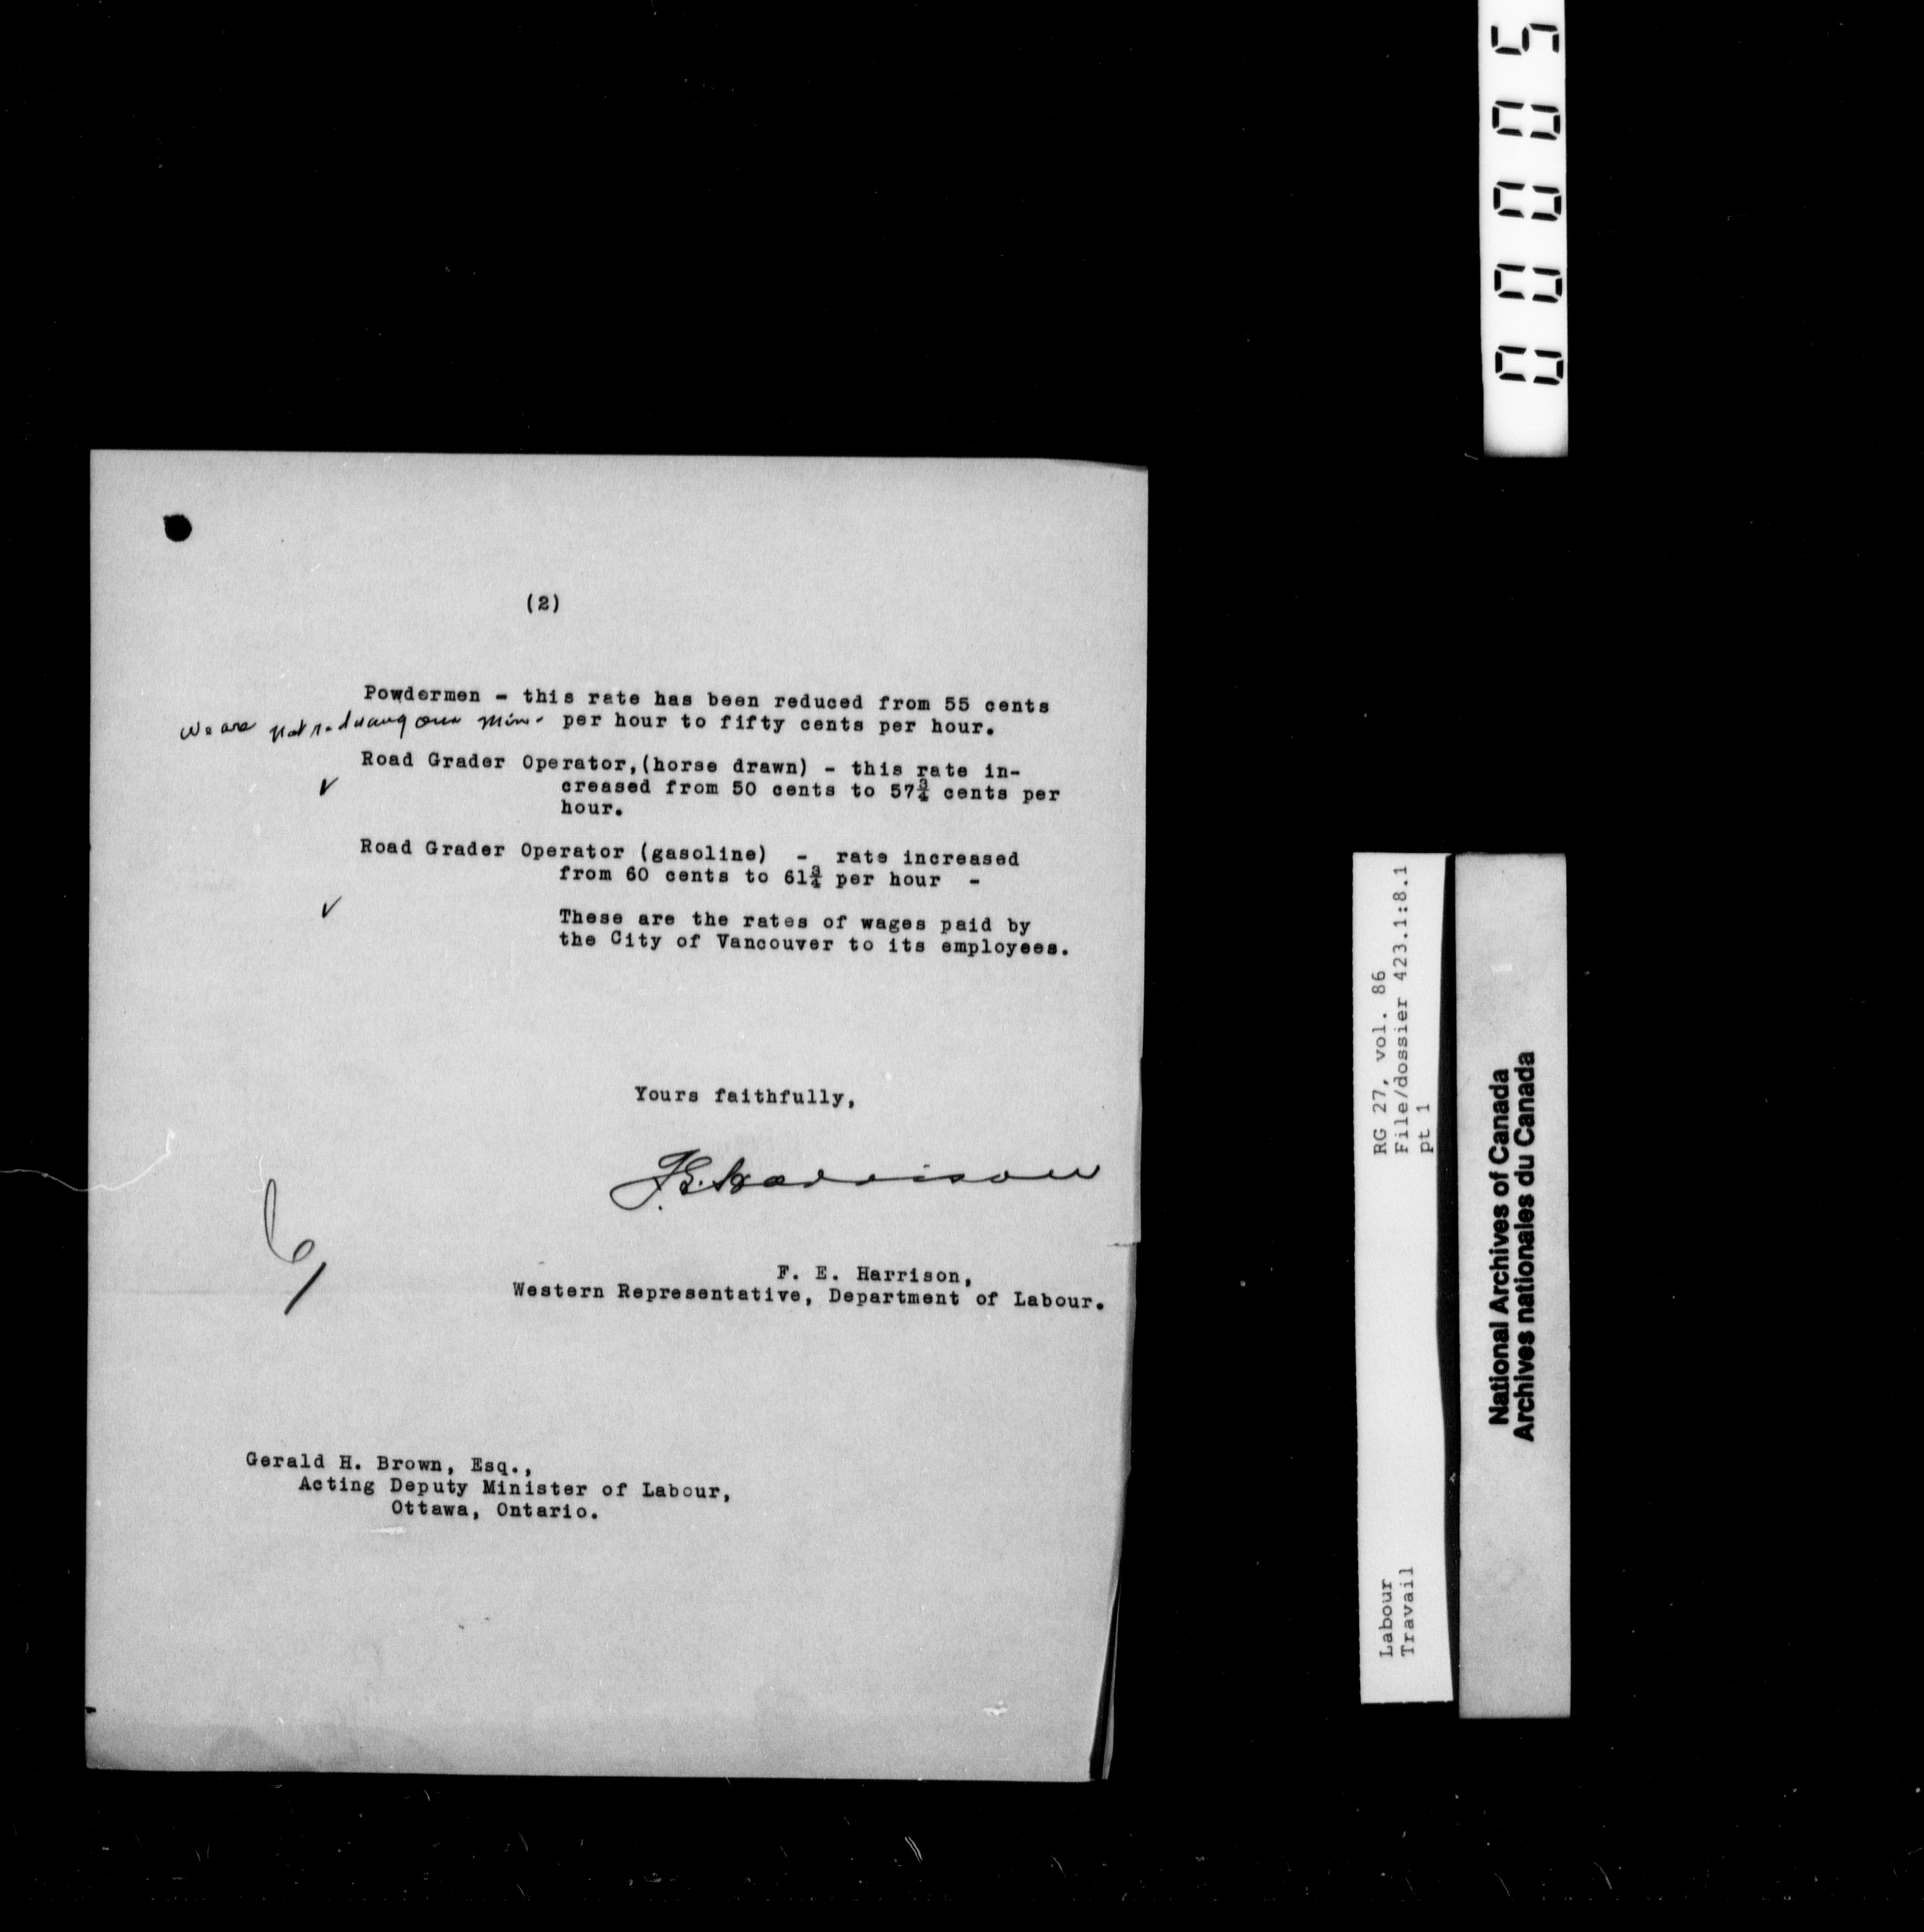 (2)
Powdermen - this rate has been reduced from 55 cents
We are not reducing our min. per hour to fifty cents per hour.
Road Grader Operator,(horse drawn) - this rate in-
✓ creased from 50 cents to 57¾ cents per
hour.
Road Grader Operator (gasoline) - rate increased
from 60 cents to 61¾ per hour -
✓ These are the rates of wages paid by
the City of Vancouver to its employees.
Yours faithfully,
F.E. Harrison
F. E. Harrison,
Western Representative, Department of Labour.
Gerald H. Brown, Esq.,
Acting Deputy Minister of Labour,
Ottawa, Ontario.
00005
RG 27, vol. 86
File/dossier 423.1:8.1
pt 1
Labour
Travail
National Archives of Canada
Archives nationales du Canada